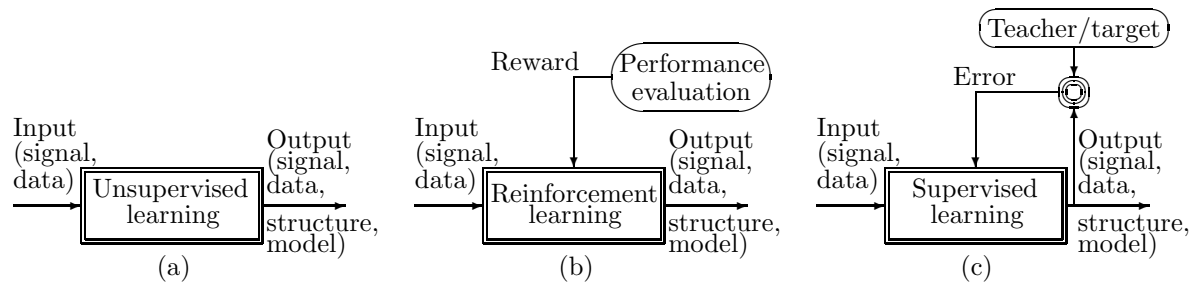 Input
(signal,
data)
Unsupervised
learning
Output
(signal,
data,
structure,
model)
(a)
Reward
Performance
evaluation
Input
(signal,
data)
Reinforcement
learning
Output
(signal,
data,
structure,
model)
(b)
Teacher/target
Error
Input
(signal,
data)
Supervised
learning
Output
(signal,
data,
structure,
model)
(c)